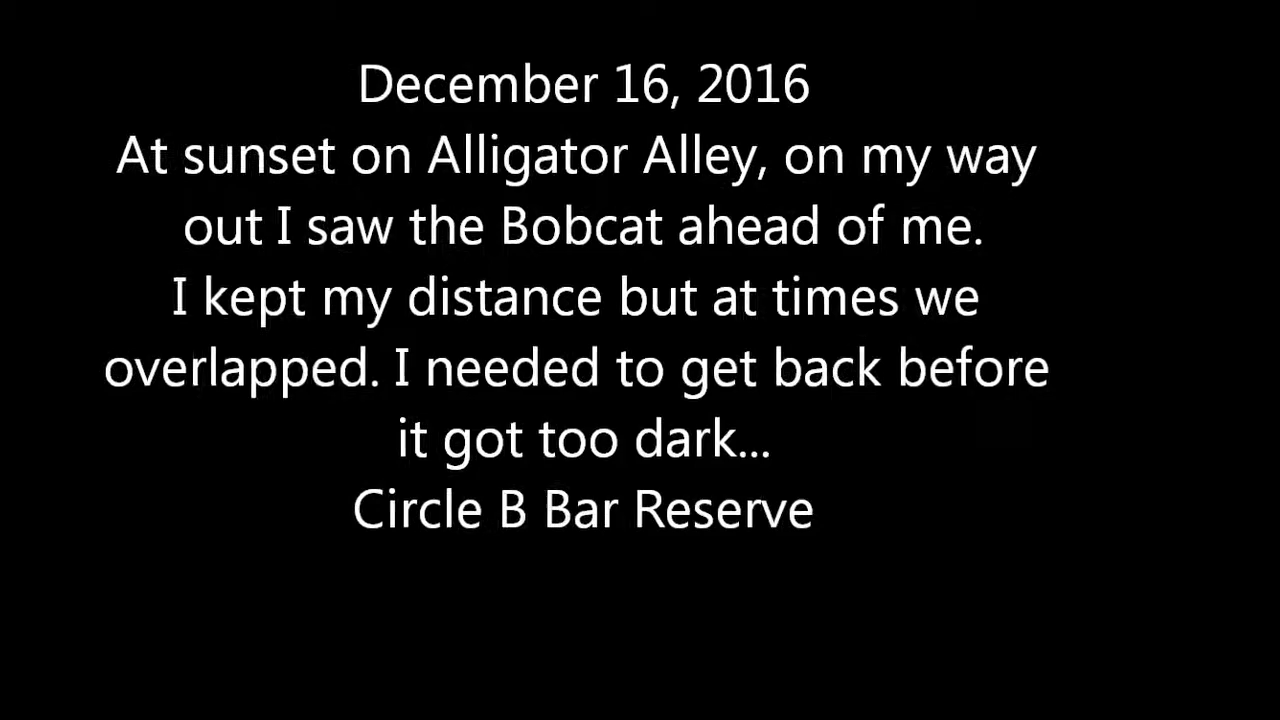 December 16, 2016
At sunset on Alligator Alley, on my way
out I saw the Bobcat ahead of me.
I kept my distance but at times we
overlapped. I needed to get back before
it got too dark...
Circle B Bar Reserve